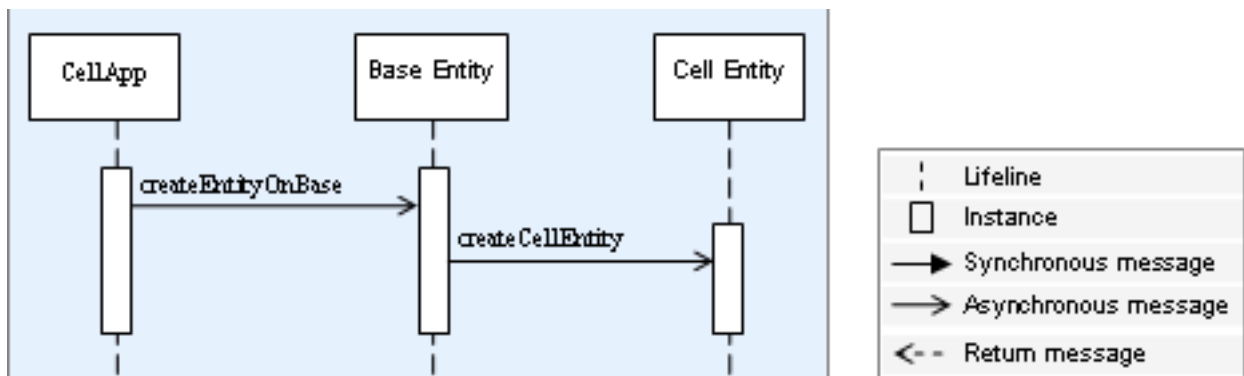 CellApp
Base Entity
Cell Entity
createEntityOnBase
createCellEntity
Lifeline
Instance
Synchronous message
Asynchronous message
Return message